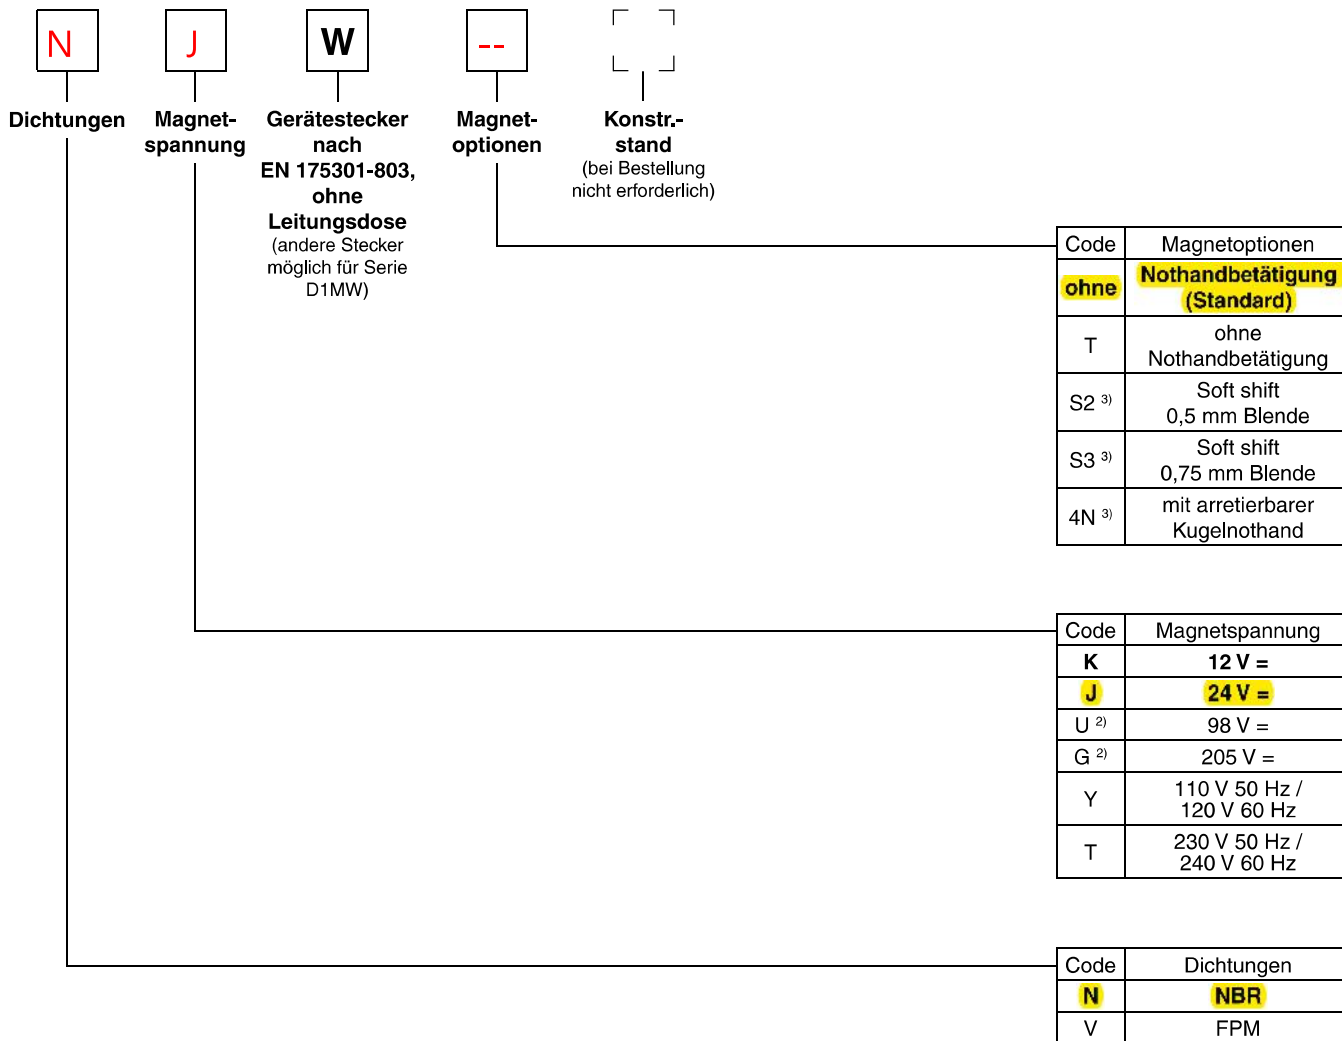 N J W --
Dichtungen
Magnet-
spannung
Gerätestecker
nach
EN 175301-803,
ohne
Leitungsdose
(andere Stecker
möglich für Serie
D1MW)
Magnet-
optionen
Konstr.-
stand
(bei Bestellung
nicht erforderlich)
Code Magnetoptionen
ohne Nothandbetätigung
(Standard)
T ohne
Nothandbetätigung
S2 3) Soft shift
0,5 mm Blende
S3 3) Soft shift
0,75 mm Blende
4N 3) mit arretierbarer
Kugelnothand
Code Magnetspannung
K 12 V =
J 24 V =
U 2) 98 V =
G 2) 205 V =
Y 110 V 50 Hz /
120 V 60 Hz
T 230 V 50 Hz /
240 V 60 Hz
Code Dichtungen
N NBR
V FPM